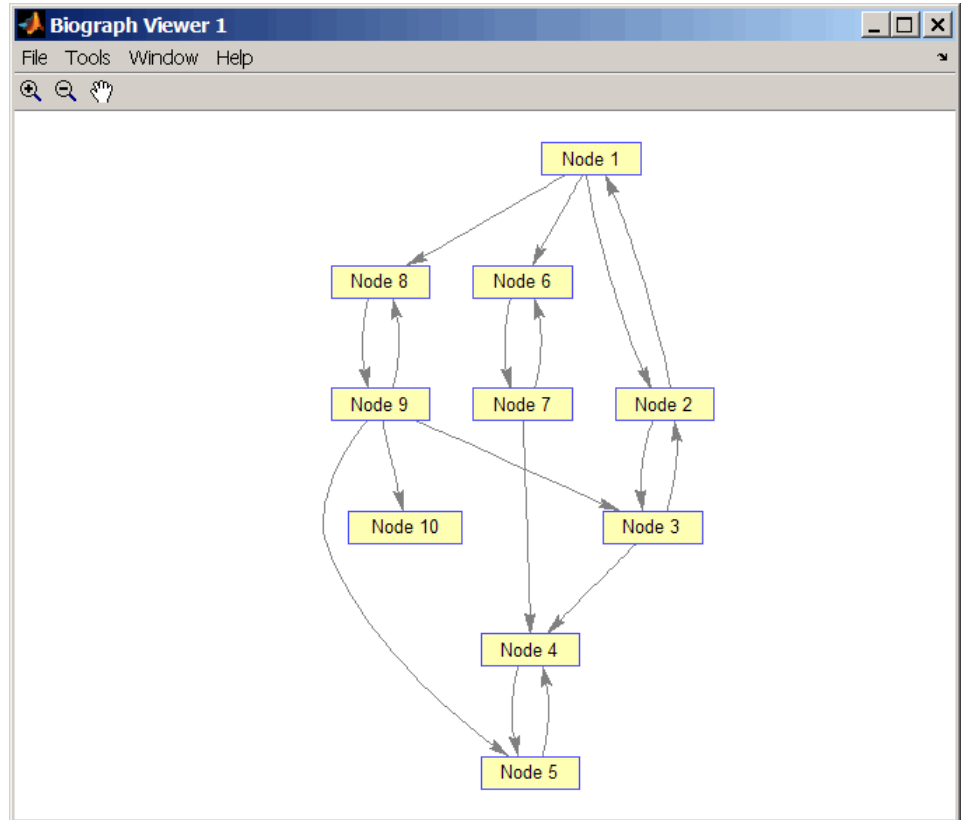 Biograph Viewer 1
File Tools Window Help
Node 1
Node 8 Node 6
Node 9 Node 7 Node 2
Node 10 Node 3
Node 4
Node 5